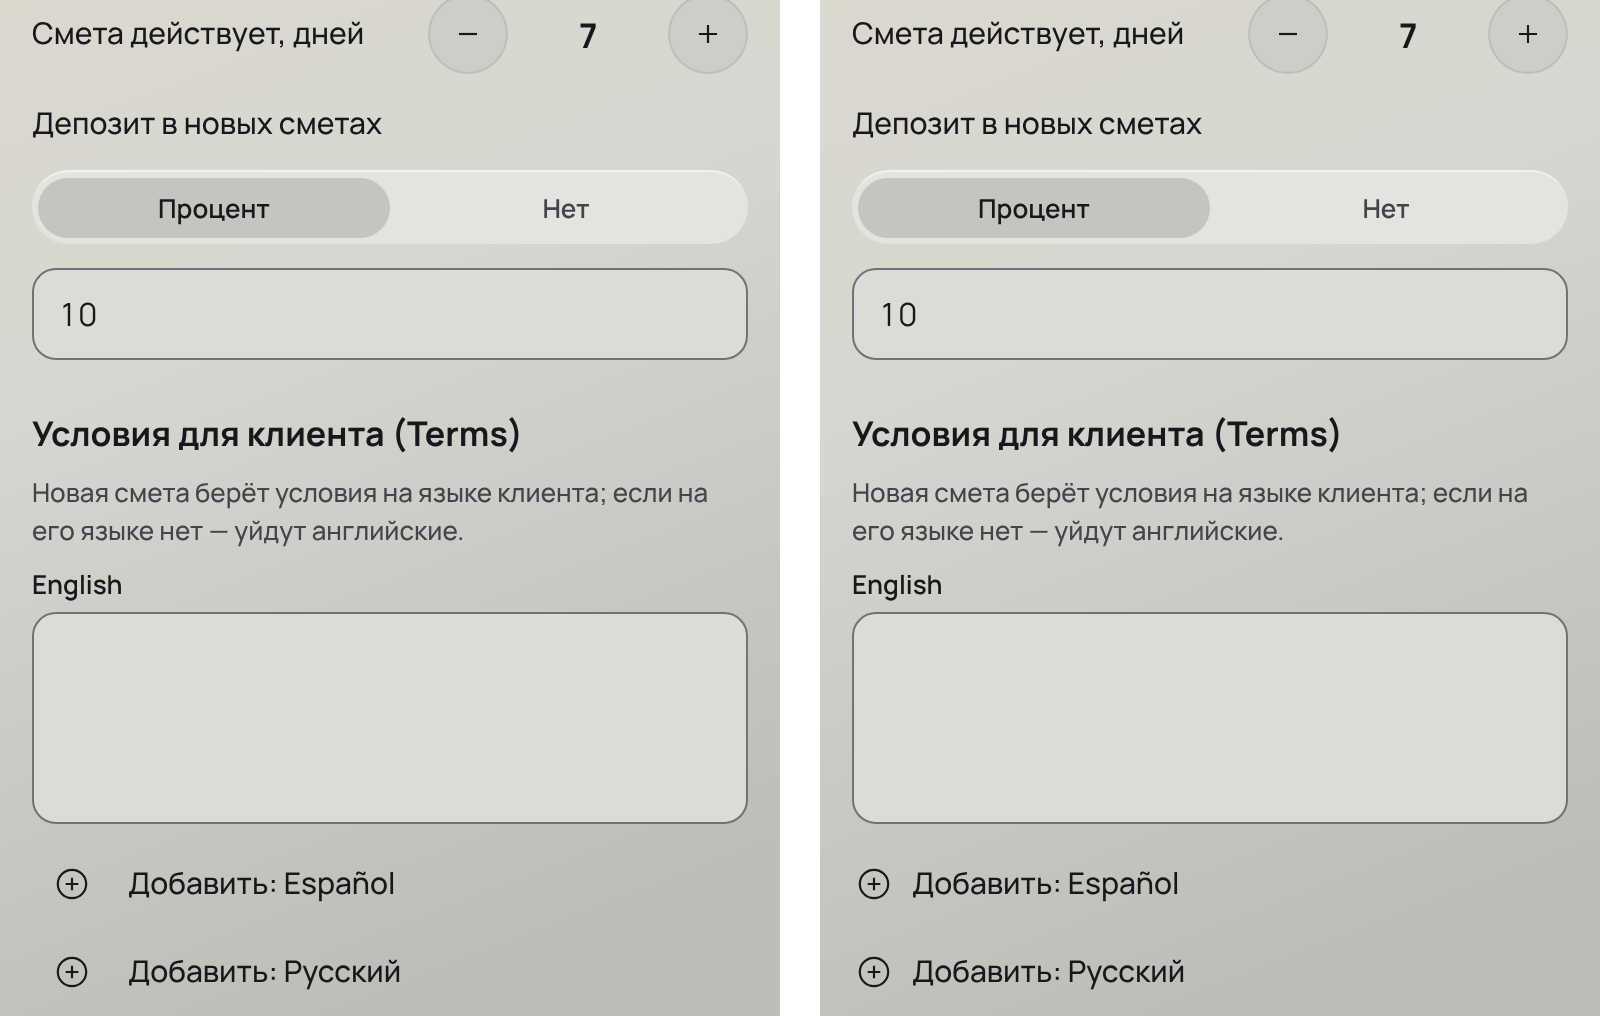 Смета действует, дней − 7 +
Депозит в новых сметах
Процент Нет
10
Условия для клиента (Terms)
Новая смета берёт условия на языке клиента; если на
его языке нет — уйдут английские.
English
Добавить: Español
Добавить: Русский
Смета действует, дней − 7 +
Депозит в новых сметах
Процент Нет
10
Условия для клиента (Terms)
Новая смета берёт условия на языке клиента; если на
его языке нет — уйдут английские.
English
Добавить: Español
Добавить: Русский